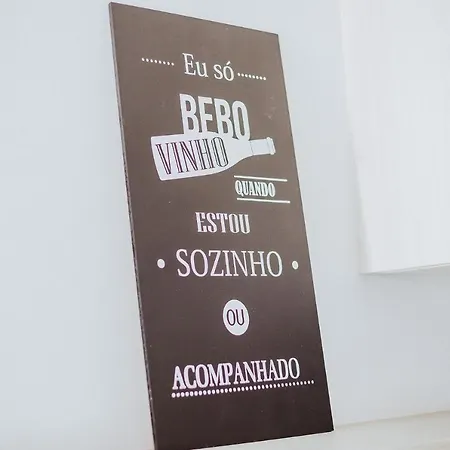 Eu só
BEBO
VINHO
QUANDO
ESTOU
SOZINHO
OU
ACOMPANHADO